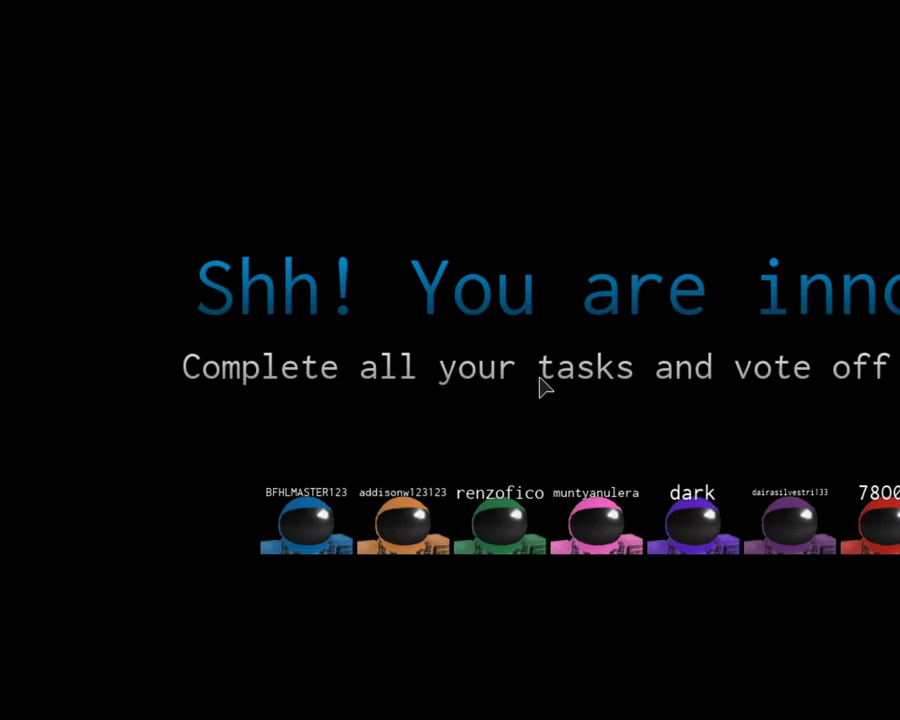 Shh! You are inno
Complete all your tasks and vote off
BFHLMASTER123 addisonw123123 renzofico muntyanulera dark dairasilvestri133 7800